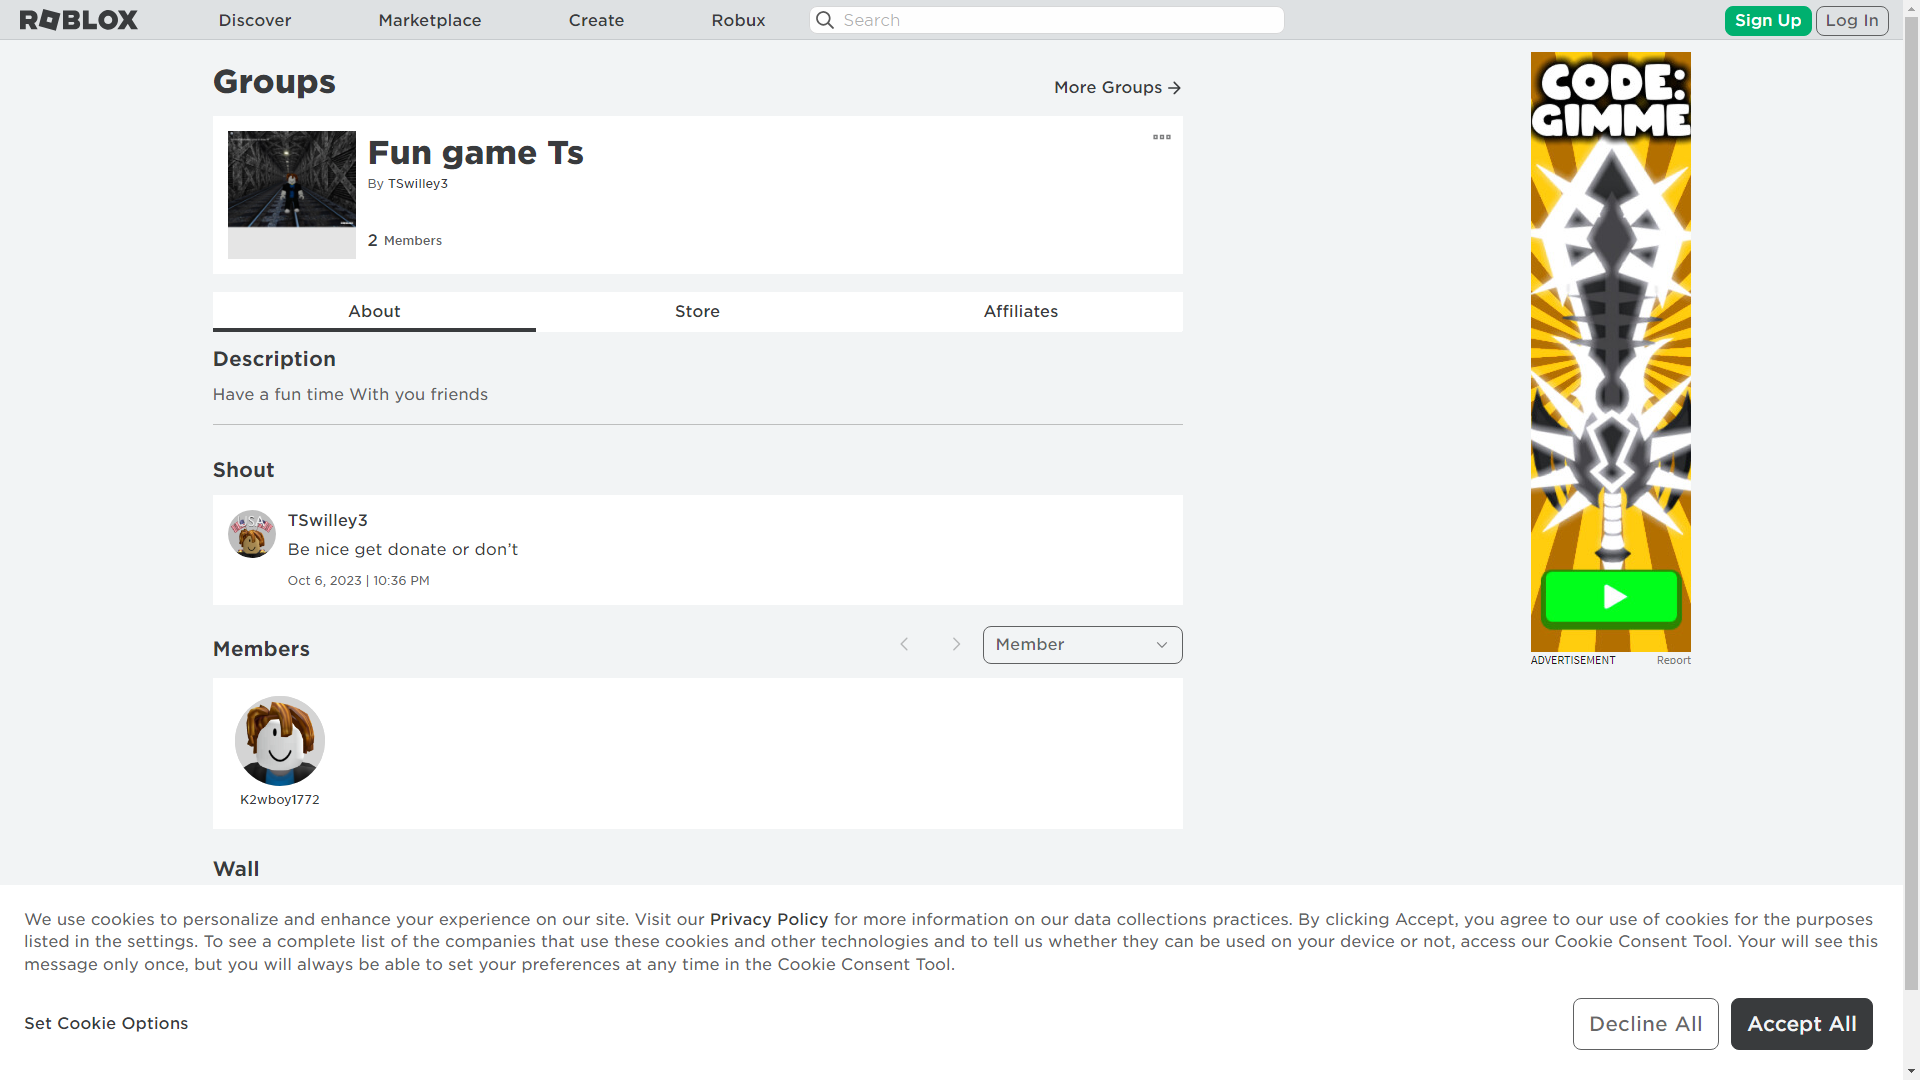 ROBLOX
Discover
Marketplace
Create
Robux
Search
Sign Up
Log In
Groups
More Groups
Fun game Ts
By TSwilley3
2 Members
About
Store
Affiliates
Description
Have a fun time With you friends
Shout
TSwilley3
Be nice get donate or don’t
Oct 6, 2023 | 10:36 PM
Members
Member
K2wboy1772
Wall
CODE:
GIMME
ADVERTISEMENT
Report
We use cookies to personalize and enhance your experience on our site. Visit our Privacy Policy for more information on our data collections practices. By clicking Accept, you agree to our use of cookies for the purposes
listed in the settings. To see a complete list of the companies that use these cookies and other technologies and to tell us whether they can be used on your device or not, access our Cookie Consent Tool. Your will see this
message only once, but you will always be able to set your preferences at any time in the Cookie Consent Tool.
Set Cookie Options
Decline All
Accept All